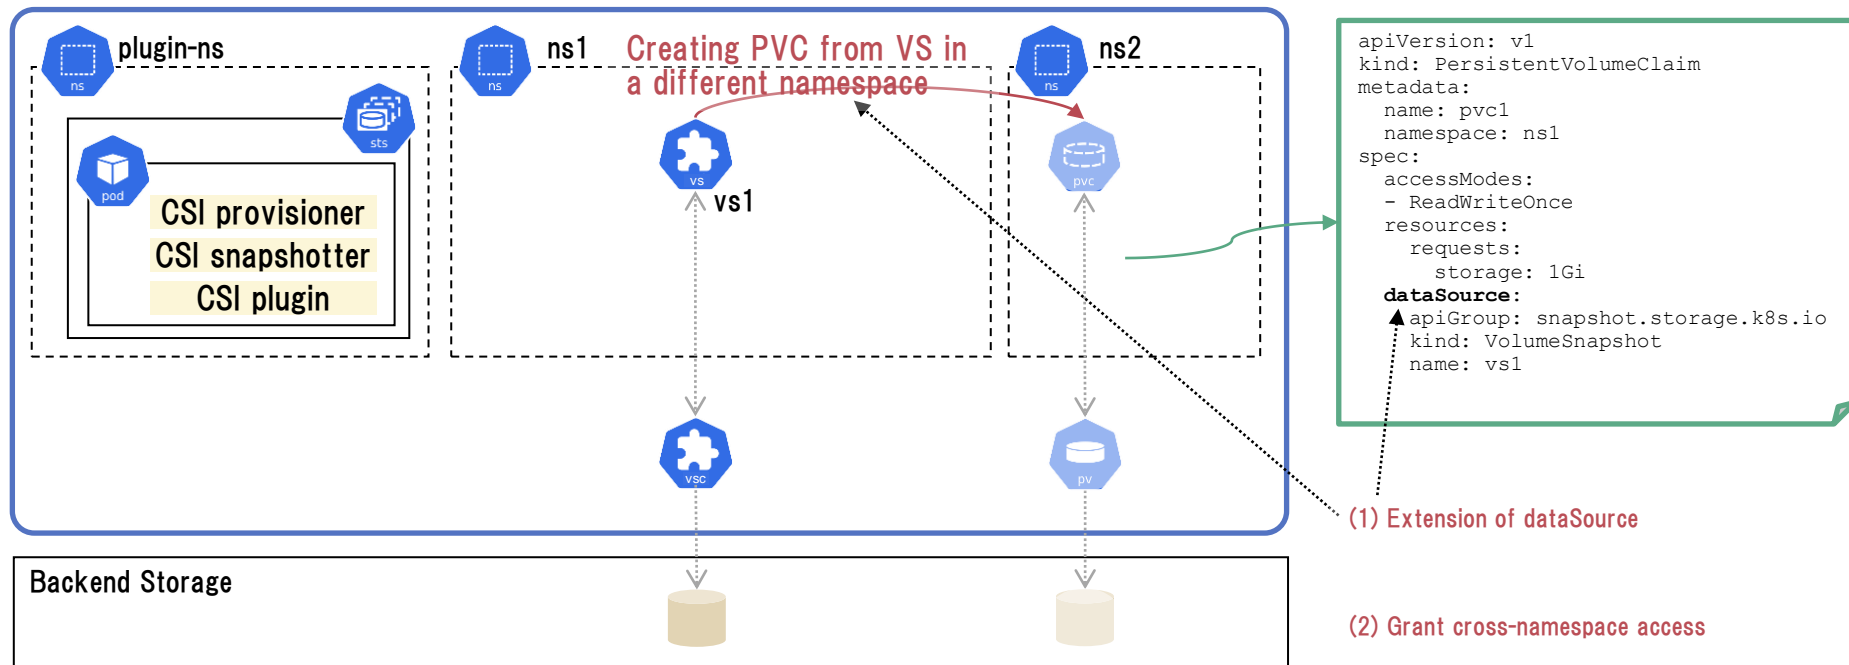 plugin-ns
ns
sts
pod
CSI provisioner
CSI snapshotter
CSI plugin
ns1
ns
Creating PVC from VS in
a different namespace
vs
vs1
vsc
ns2
ns
pvc
pv
apiVersion: v1
kind: PersistentVolumeClaim
metadata:
  name: pvc1
  namespace: ns1
spec:
  accessModes:
  - ReadWriteOnce
  resources:
    requests:
      storage: 1Gi
  dataSource:
    apiGroup: snapshot.storage.k8s.io
    kind: VolumeSnapshot
    name: vs1
(1) Extension of dataSource
Backend Storage
(2) Grant cross-namespace access